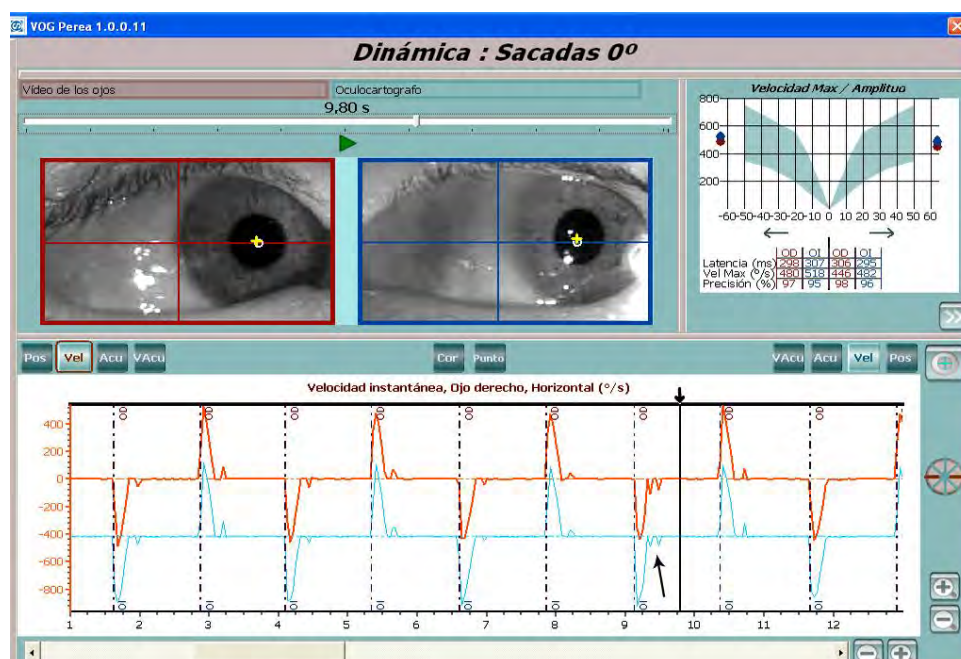 VOG Perea 1.0.0.11
Dinámica : Sacadas 0º
Vídeo de los ojos
Oculocartografo
9,80 s
Velocidad Max / Amplituo
800
600
400
200
-60-50-40-30-20-10 0 10 20 30 40 50 60
OD OI OD OI
Latencia (ms) 298 307 306 295
Vel Max (º/s) 480 518 446 482
Precisión (%) 97 95 98 96
Pos Vel Acu VAcu Cor Punto VAcu Acu Vel Pos
Velocidad instantánea, Ojo derecho, Horizontal (°/s)
400
200
0
-200
-400
-600
-800
1 2 3 4 5 6 7 8 9 10 11 12